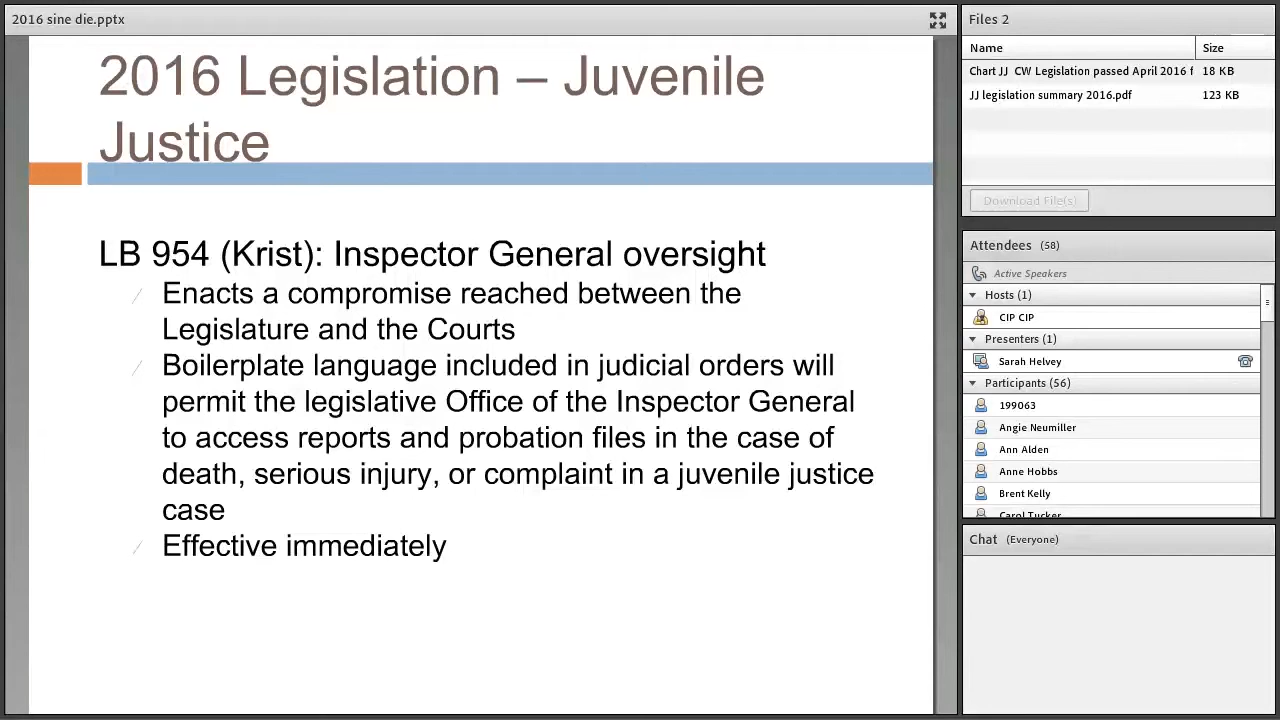 2016 sine die.pptx
2016 Legislation – Juvenile
Justice
LB 954 (Krist): Inspector General oversight
Enacts a compromise reached between the
Legislature and the Courts
Boilerplate language included in judicial orders will
permit the legislative Office of the Inspector General
to access reports and probation files in the case of
death, serious injury, or complaint in a juvenile justice
case
Effective immediately
Files 2
Name Size
Chart JJ CW Legislation passed April 2016 f 18 KB
JJ legislation summary 2016.pdf 123 KB
Download File(s)
Attendees (58)
Active Speakers
Hosts (1)
CIP CIP
Presenters (1)
Sarah Helvey
Participants (56)
199063
Angie Neumiller
Ann Alden
Anne Hobbs
Brent Kelly
Carol Tucker
Chat (Everyone)